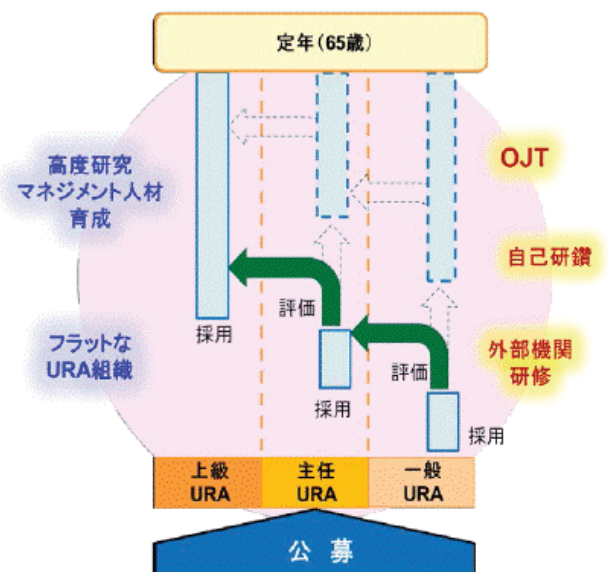 定年（65歳）
高度研究
マネジメント人材
育成
OJT
自己研鑽
採用
評価
フラットな
URA組織
外部機関
研修
評価
採用
採用
上級
URA
主任
URA
一般
URA
公 募